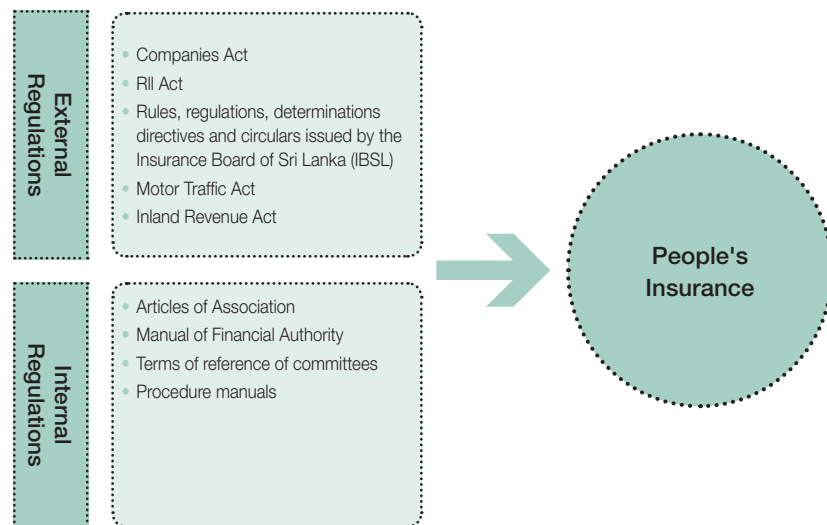 External
Regulations
• Companies Act
• RII Act
• Rules, regulations, determinations
directives and circulars issued by the
Insurance Board of Sri Lanka (IBSL)
• Motor Traffic Act
• Inland Revenue Act
Internal
Regulations
• Articles of Association
• Manual of Financial Authority
• Terms of reference of committees
• Procedure manuals
People's
Insurance